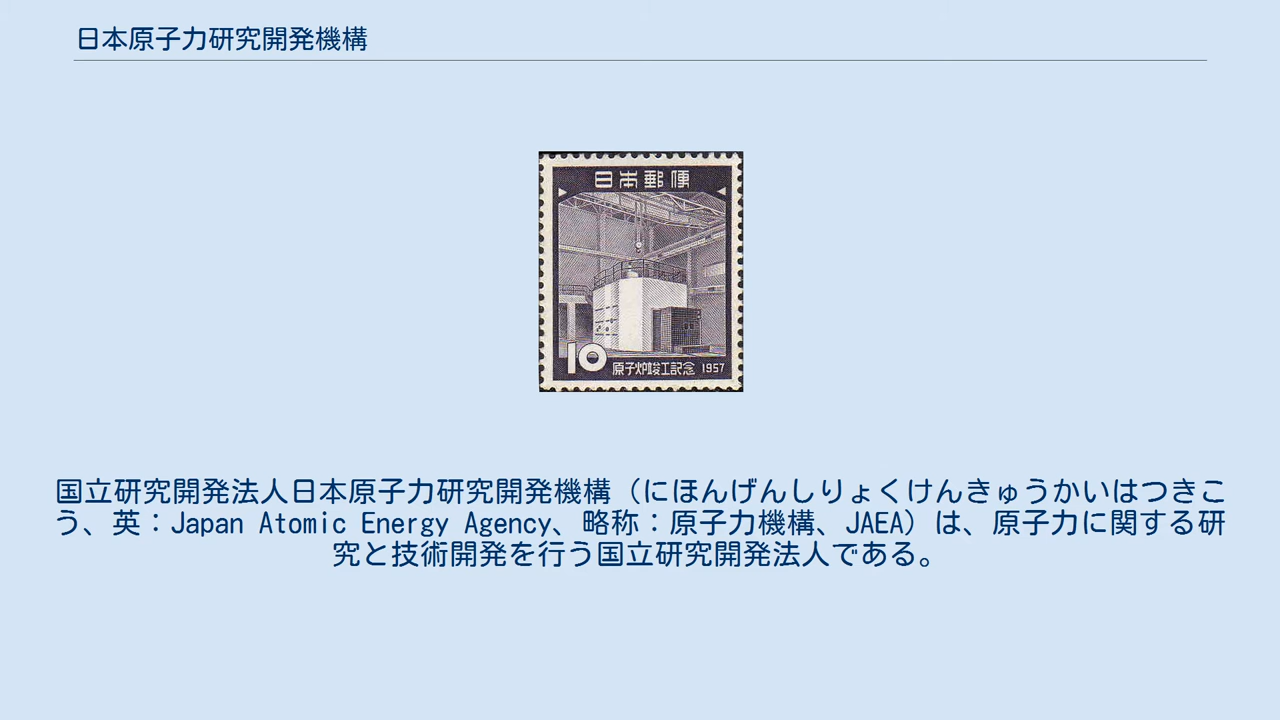 日本原子力研究開発機構
日本郵便
10 原子炉竣工記念 1957
国立研究開発法人日本原子力研究開発機構（にほんげんしりょくけんきゅうかいはつきこ
う、英：Japan Atomic Energy Agency、略称：原子力機構、JAEA）は、原子力に関する研
究と技術開発を行う国立研究開発法人である。